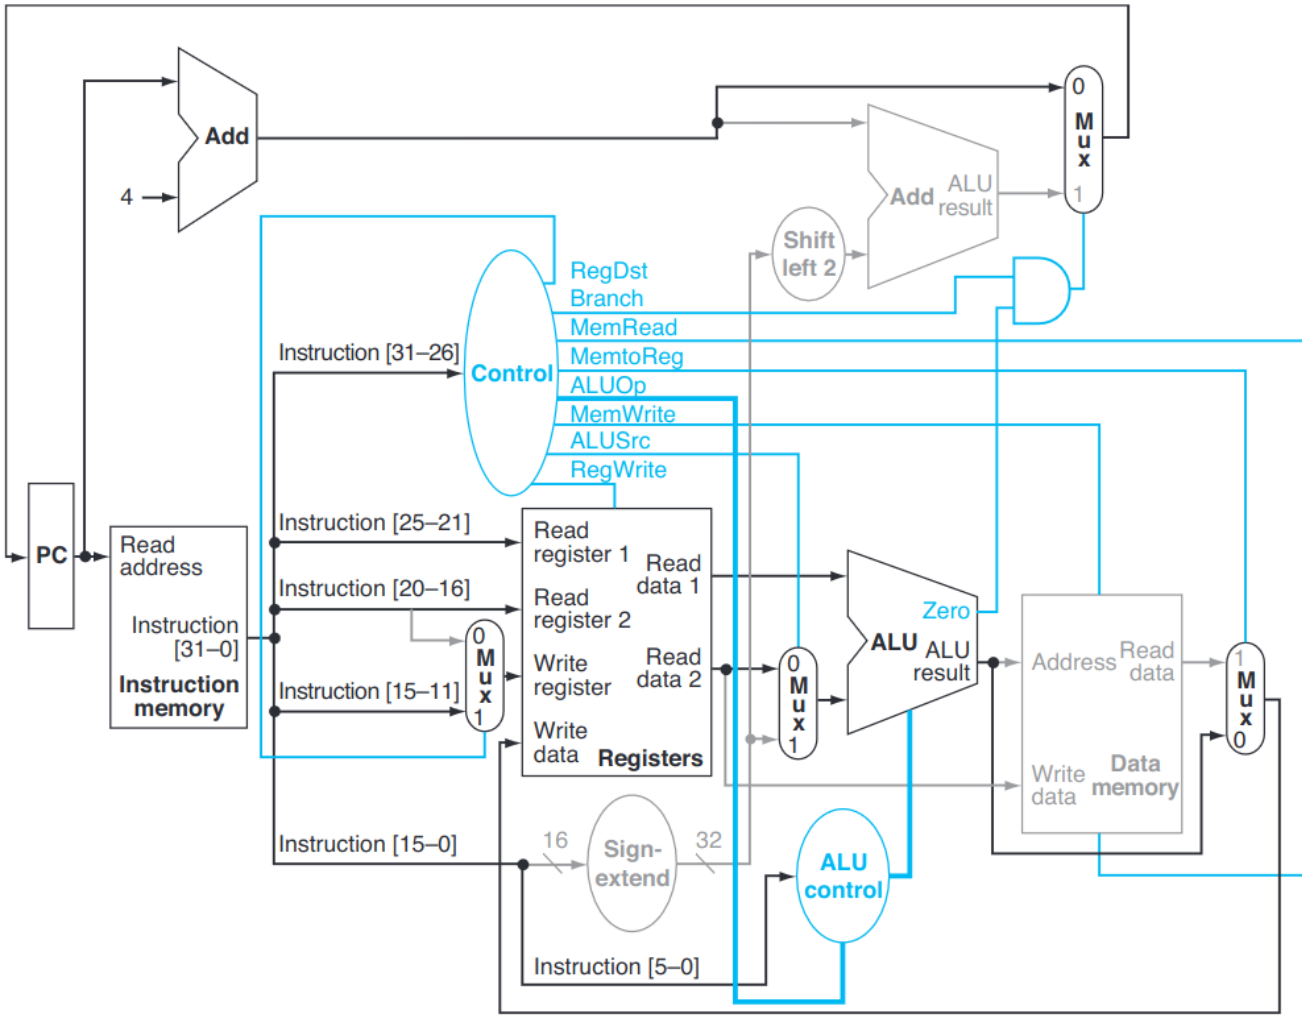 0
M
u
x
1
Add
4
Add
ALU
result
Shift
left 2
RegDst
Branch
MemRead
MemtoReg
ALUOp
MemWrite
ALUSrc
RegWrite
Control
Instruction [31–26]
Instruction [25–21]
Instruction [20–16]
Instruction [15–11]
Instruction [15–0]
Instruction [5–0]
PC
Read
address
Instruction
[31–0]
Instruction
memory
0
M
u
x
1
Read
register 1
Read
register 2
Write
register
Write
data
Read
data 1
Read
data 2
Registers
0
M
u
x
1
Zero
ALU
ALU
result
Address
Read
data
Write
data
Data
memory
1
M
u
x
0
16
Sign-
extend
32
ALU
control